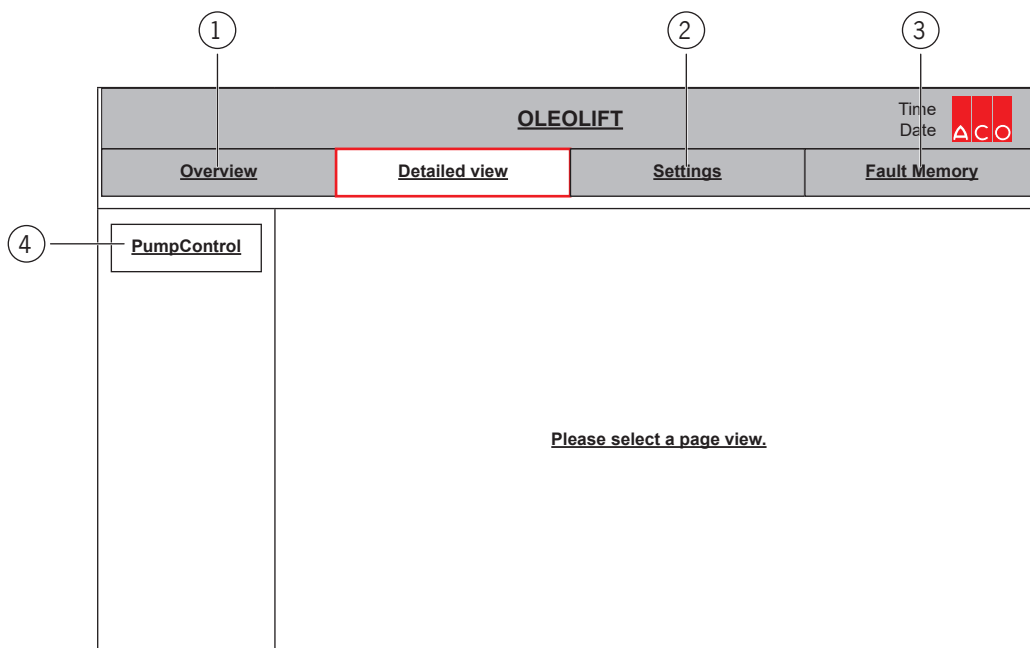 1 2 3
OLEOLIFT
Time
Date
ACO
Overview Detailed view Settings Fault Memory
4 PumpControl
Please select a page view.